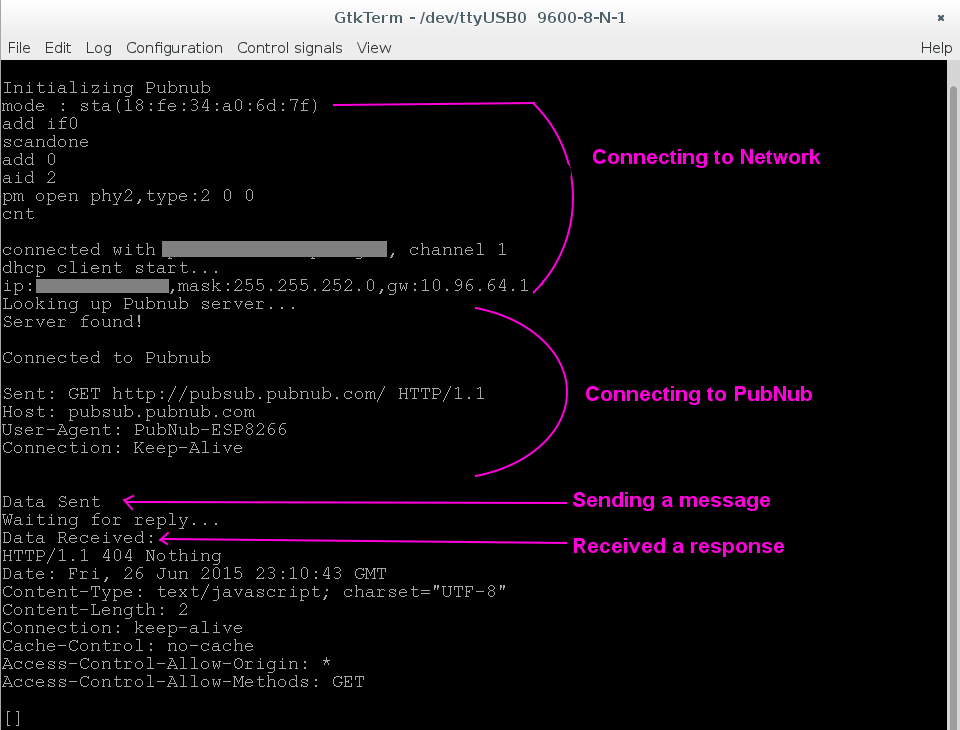 GtkTerm - /dev/ttyUSB0 9600-8-N-1 ×
File Edit Log Configuration Control signals View Help
Initializing Pubnub
mode : sta(18:fe:34:a0:6d:7f)
add if0
scandone
add 0
aid 2
pm open phy2,type:2 0 0
cnt
Connecting to Network
connected with , channel 1
dhcp client start...
ip: ,mask:255.255.252.0,gw:10.96.64.1
Looking up Pubnub server...
Server found!
Connected to Pubnub
Sent: GET http://pubsub.pubnub.com/ HTTP/1.1
Host: pubsub.pubnub.com
User-Agent: PubNub-ESP8266
Connection: Keep-Alive
Connecting to PubNub
Data Sent
Sending a message
Waiting for reply...
Data Received:
Received a response
HTTP/1.1 404 Nothing
Date: Fri, 26 Jun 2015 23:10:43 GMT
Content-Type: text/javascript; charset="UTF-8"
Content-Length: 2
Connection: keep-alive
Cache-Control: no-cache
Access-Control-Allow-Origin: *
Access-Control-Allow-Methods: GET
[]